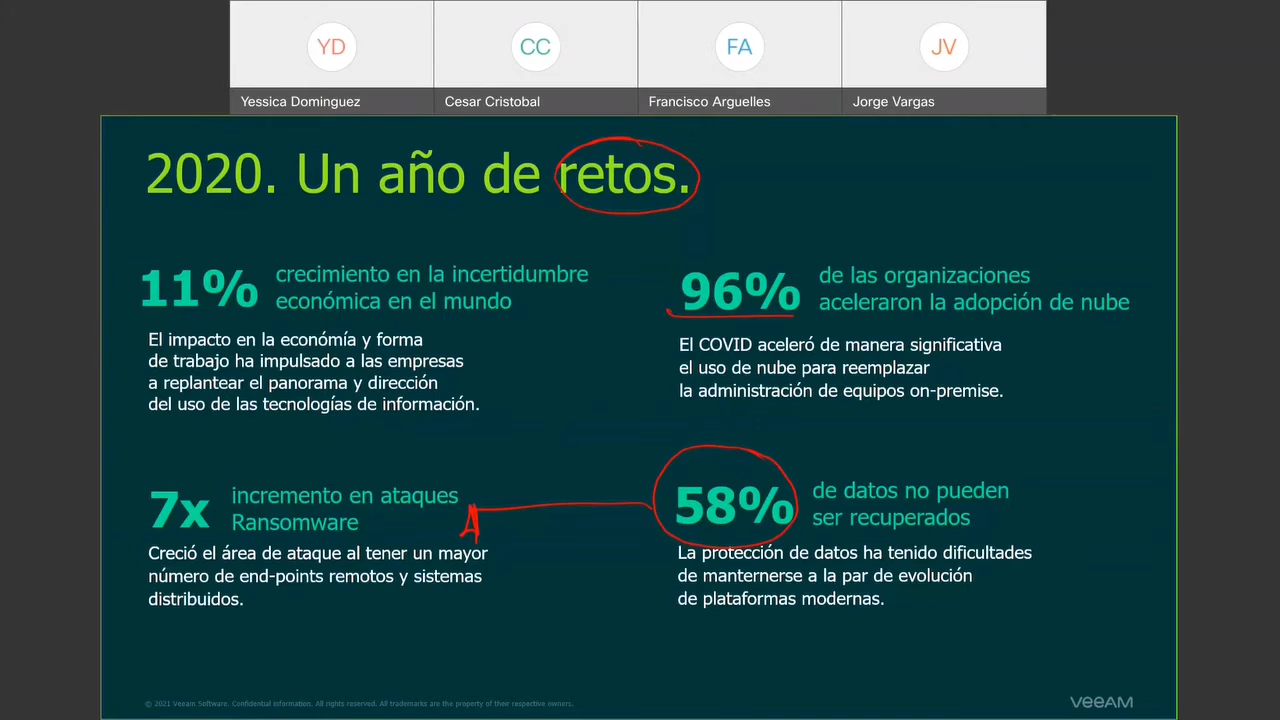 YD
CC
FA
JV
Yessica Dominguez
Cesar Cristobal
Francisco Arguelles
Jorge Vargas
2020. Un año de retos.
11%
crecimiento en la incertidumbre
económica en el mundo
El impacto en la económía y forma
de trabajo ha impulsado a las empresas
a replantear el panorama y dirección
del uso de las tecnologías de información.
96%
de las organizaciones
aceleraron la adopción de nube
El COVID aceleró de manera significativa
el uso de nube para reemplazar
la administración de equipos on-premise.
7x
incremento en ataques
Ransomware
Creció el área de ataque al tener un mayor
número de end-points remotos y sistemas
distribuidos.
58%
de datos no pueden
ser recuperados
La protección de datos ha tenido dificultades
de manternerse a la par de evolución
de plataformas modernas.
© 2021 Veeam Software. Confidential information. All rights reserved. All trademarks are the property of their respective owners.
VEEAM